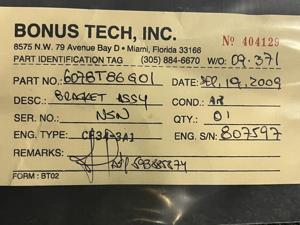 BONUS TECH, INC.
8575 N.W. 79 Avenue Bay D • Miami, Florida 33166
Nº 404129
PART IDENTIFICATION TAG (305) 884-6670 W/O: 09.371
PART NO.: 6078T86G01 DATE: SEP, 19, 2009
DESC.: BRACKET ASSY COND.: AR
SER. NO.: NSN QTY.: 01
ENG. TYPE: CF34-3A1 ENG. S/N: 807597
REMARKS:
FORM: BT02